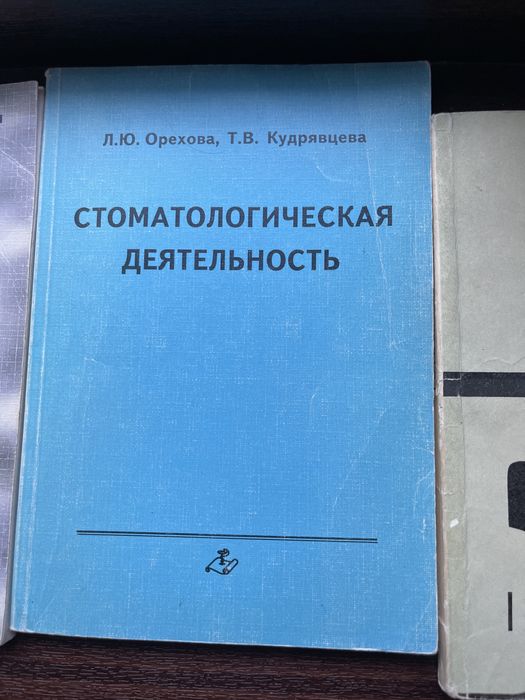 Л.Ю. Орехова, Т.В. Кудрявцева
СТОМАТОЛОГИЧЕСКАЯ
ДЕЯТЕЛЬНОСТЬ